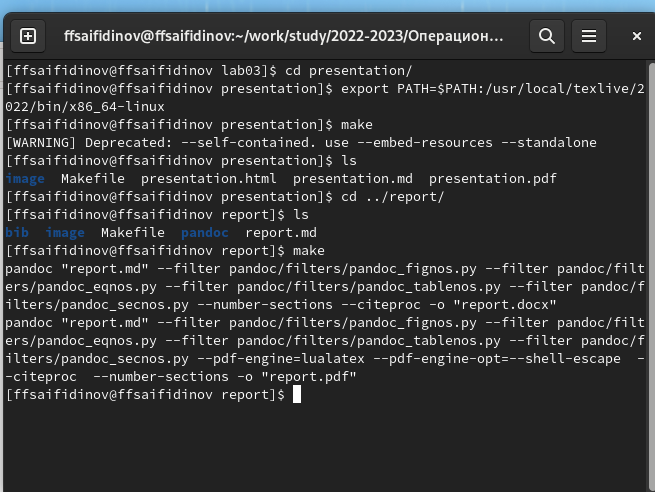 ffsaifidinov@ffsaifidinov:~/work/study/2022-2023/Операцион…
[ffsaifidinov@ffsaifidinov lab03]$ cd presentation/
[ffsaifidinov@ffsaifidinov presentation]$ export PATH=$PATH:/usr/local/texlive/2
022/bin/x86_64-linux
[ffsaifidinov@ffsaifidinov presentation]$ make
[WARNING] Deprecated: --self-contained. use --embed-resources --standalone
[ffsaifidinov@ffsaifidinov presentation]$ ls
image  Makefile  presentation.html  presentation.md  presentation.pdf
[ffsaifidinov@ffsaifidinov presentation]$ cd ../report/
[ffsaifidinov@ffsaifidinov report]$ ls
bib  image  Makefile  pandoc  report.md
[ffsaifidinov@ffsaifidinov report]$ make
pandoc "report.md" --filter pandoc/filters/pandoc_fignos.py --filter pandoc/filt
ers/pandoc_eqnos.py --filter pandoc/filters/pandoc_tablenos.py --filter pandoc/f
ilters/pandoc_secnos.py --number-sections --citeproc -o "report.docx"
pandoc "report.md" --filter pandoc/filters/pandoc_fignos.py --filter pandoc/filt
ers/pandoc_eqnos.py --filter pandoc/filters/pandoc_tablenos.py --filter pandoc/f
ilters/pandoc_secnos.py --pdf-engine=lualatex --pdf-engine-opt=--shell-escape  -
-citeproc  --number-sections -o "report.pdf"
[ffsaifidinov@ffsaifidinov report]$